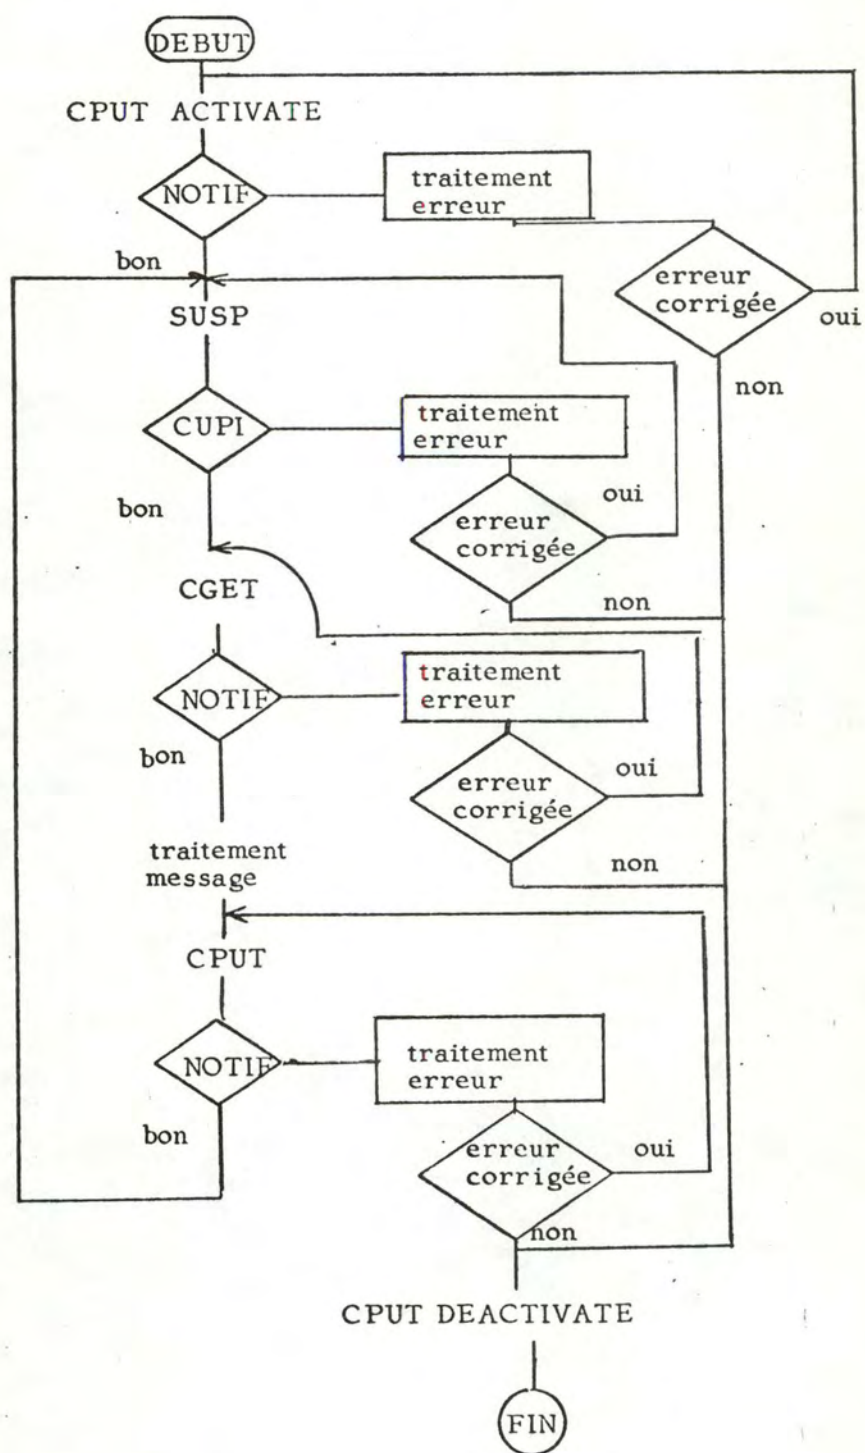 DEBUT
CPUT ACTIVATE
NOTIF
traitement
erreur
bon
erreur
corrigée
oui
non
SUSP
CUPI
traitement
erreur
bon
oui
erreur
corrigée
non
CGET
NOTIF
traitement
erreur
bon
oui
erreur
corrigée
non
traitement
message
CPUT
NOTIF
traitement
erreur
bon
oui
erreur
corrigée
non
CPUT DEACTIVATE
FIN